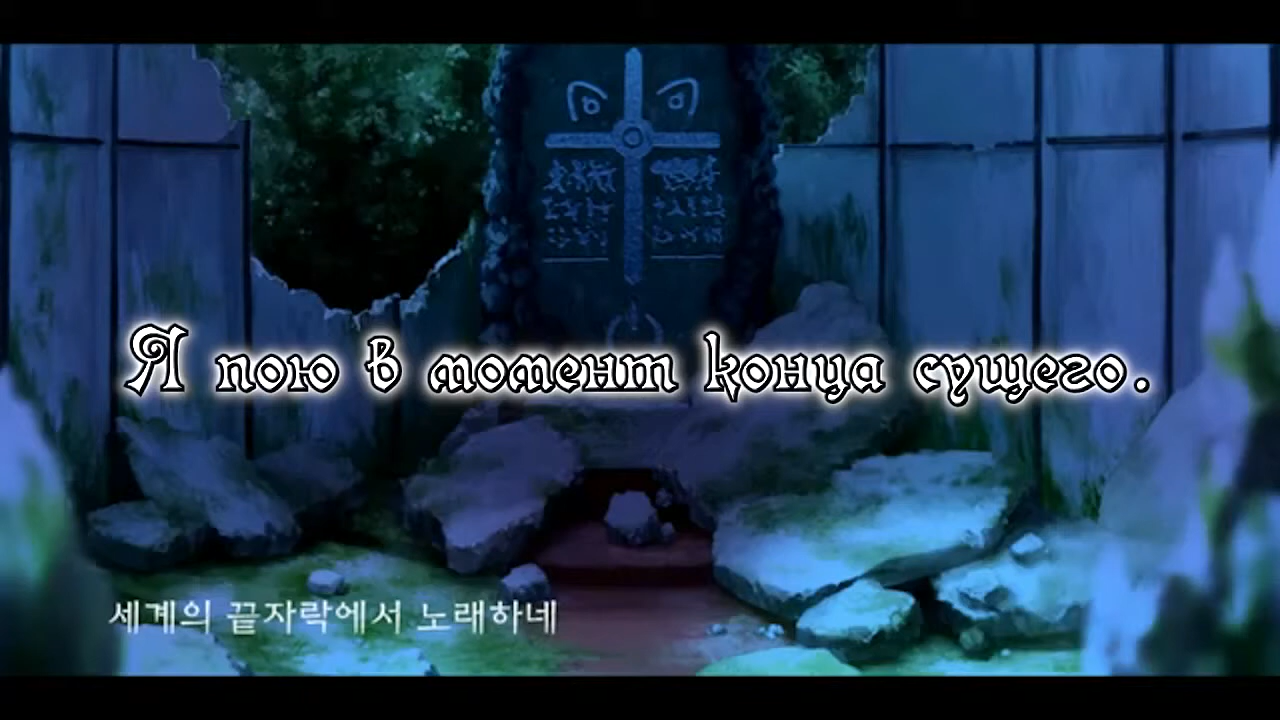 Я пою в момент конца сущего.
세계의 끝자락에서 노래하네